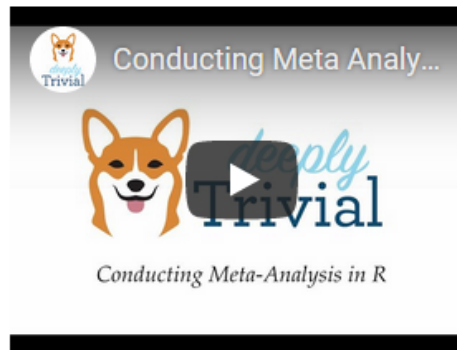 deeply
Trivial
Conducting Meta Analy...
deeply
Trivial
Conducting Meta-Analysis in R